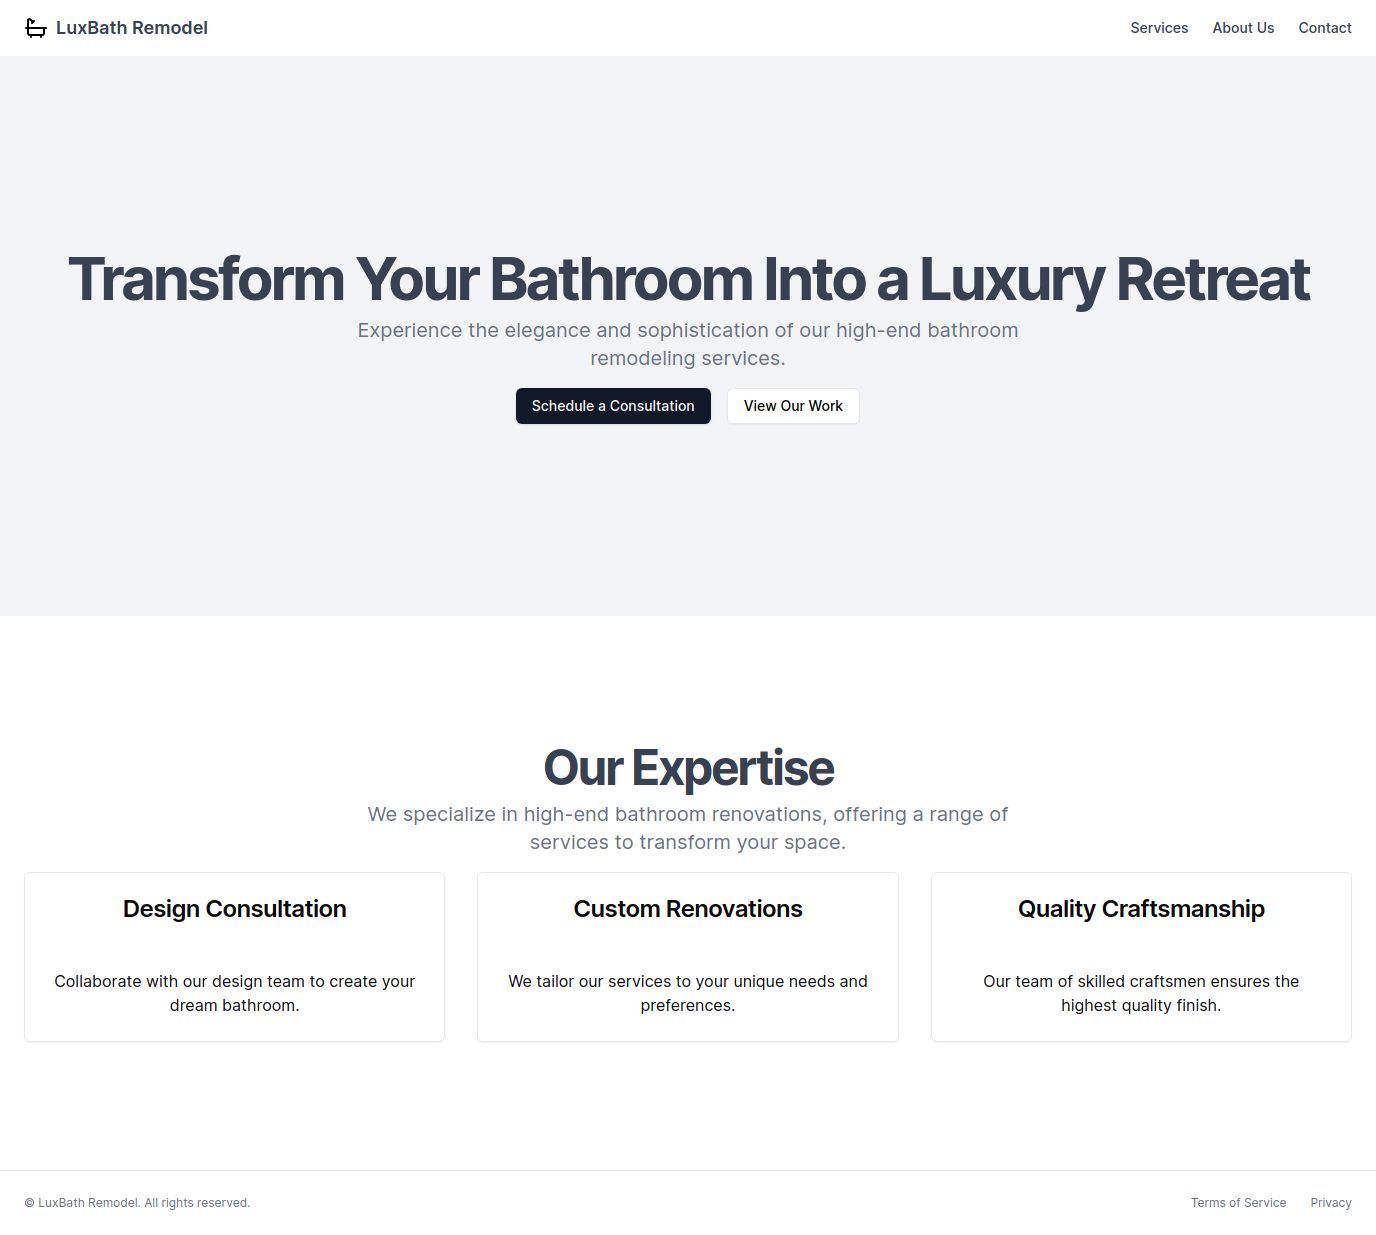 LuxBath Remodel
Services About Us Contact
Transform Your Bathroom Into a Luxury Retreat
Experience the elegance and sophistication of our high-end bathroom
remodeling services.
Schedule a Consultation View Our Work
Our Expertise
We specialize in high-end bathroom renovations, offering a range of
services to transform your space.
Design Consultation
Collaborate with our design team to create your
dream bathroom.
Custom Renovations
We tailor our services to your unique needs and
preferences.
Quality Craftsmanship
Our team of skilled craftsmen ensures the
highest quality finish.
© LuxBath Remodel. All rights reserved.
Terms of Service Privacy